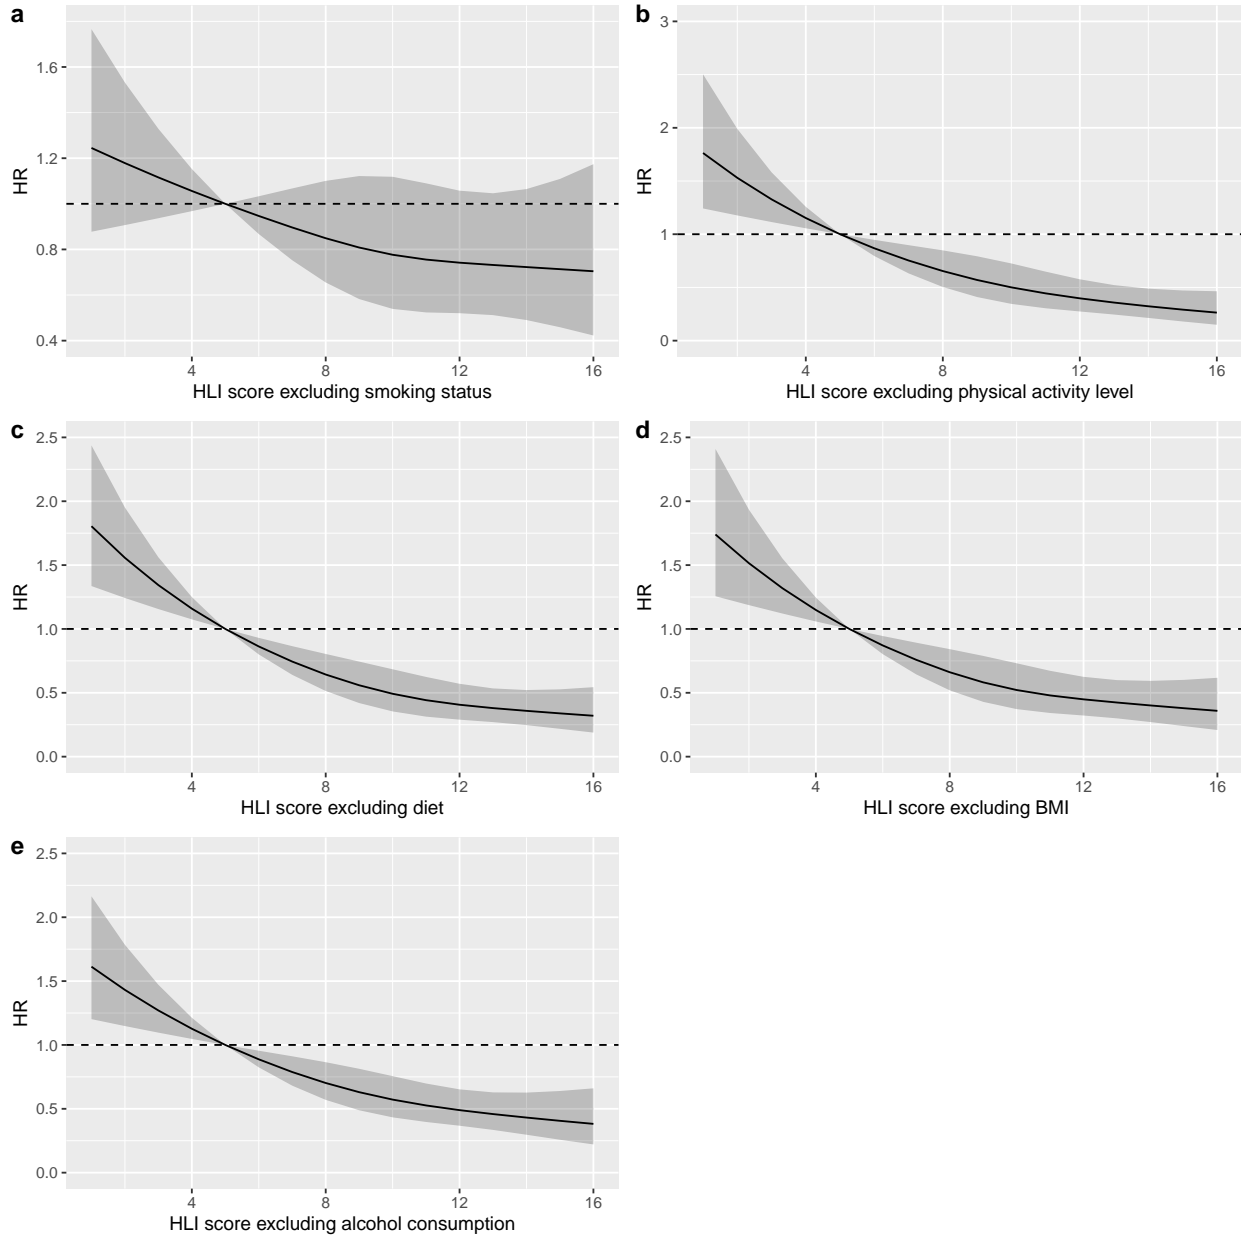 a
1.6
1.2
0.8
0.4
HR
4 8 12 16
HLI score excluding smoking status
b
3
2
1
0
HR
4 8 12 16
HLI score excluding physical activity level
c
2.5
2.0
1.5
1.0
0.5
0.0
HR
4 8 12 16
HLI score excluding diet
d
2.5
2.0
1.5
1.0
0.5
0.0
HR
4 8 12 16
HLI score excluding BMI
e
2.5
2.0
1.5
1.0
0.5
0.0
HR
4 8 12 16
HLI score excluding alcohol consumption